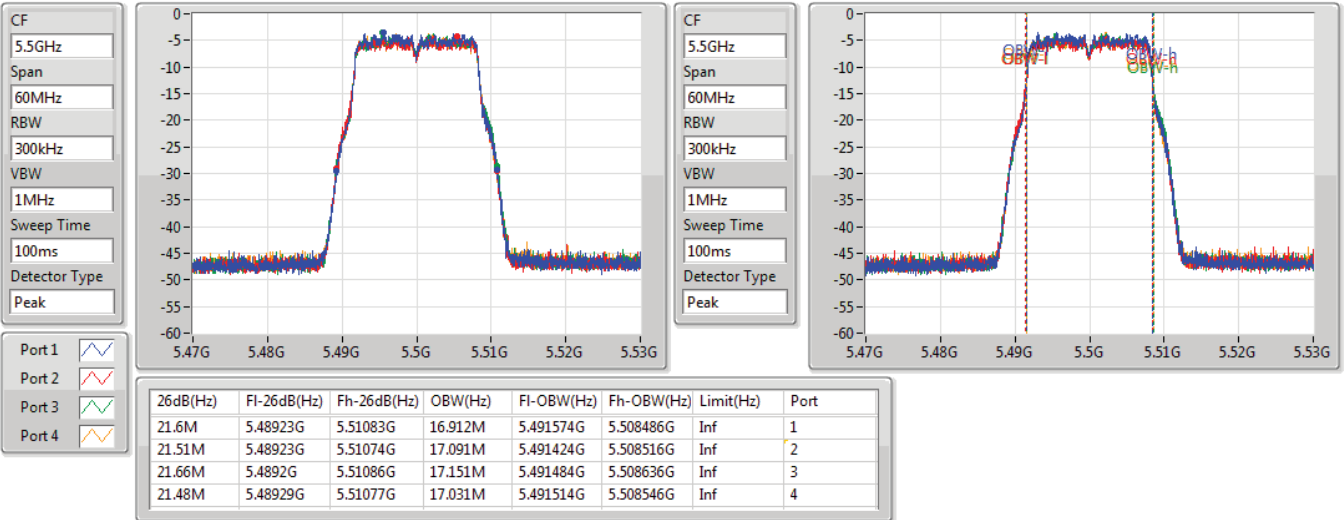 CF
5.5GHz
Span
60MHz
RBW
300kHz
VBW
1MHz
Sweep Time
100ms
Detector Type
Peak
0
-5
-10
-15
-20
-25
-30
-35
-40
-45
-50
-55
-60
5.47G 5.48G 5.49G 5.5G 5.51G 5.52G 5.53G
CF
5.5GHz
Span
60MHz
RBW
300kHz
VBW
1MHz
Sweep Time
100ms
Detector Type
Peak
0
-5
-10
-15
-20
-25
-30
-35
-40
-45
-50
-55
-60
OBW-l
OBW-h
OBW-h
5.47G 5.48G 5.49G 5.5G 5.51G 5.52G 5.53G
Port 1
Port 2
Port 3
Port 4
26dB(Hz) Fl-26dB(Hz) Fh-26dB(Hz) OBW(Hz) Fl-OBW(Hz) Fh-OBW(Hz) Limit(Hz) Port
21.6M 5.48923G 5.51083G 16.912M 5.491574G 5.508486G Inf 1
21.51M 5.48923G 5.51074G 17.091M 5.491424G 5.508516G Inf 2
21.66M 5.4892G 5.51086G 17.151M 5.491484G 5.508636G Inf 3
21.48M 5.48929G 5.51077G 17.031M 5.491514G 5.508546G Inf 4